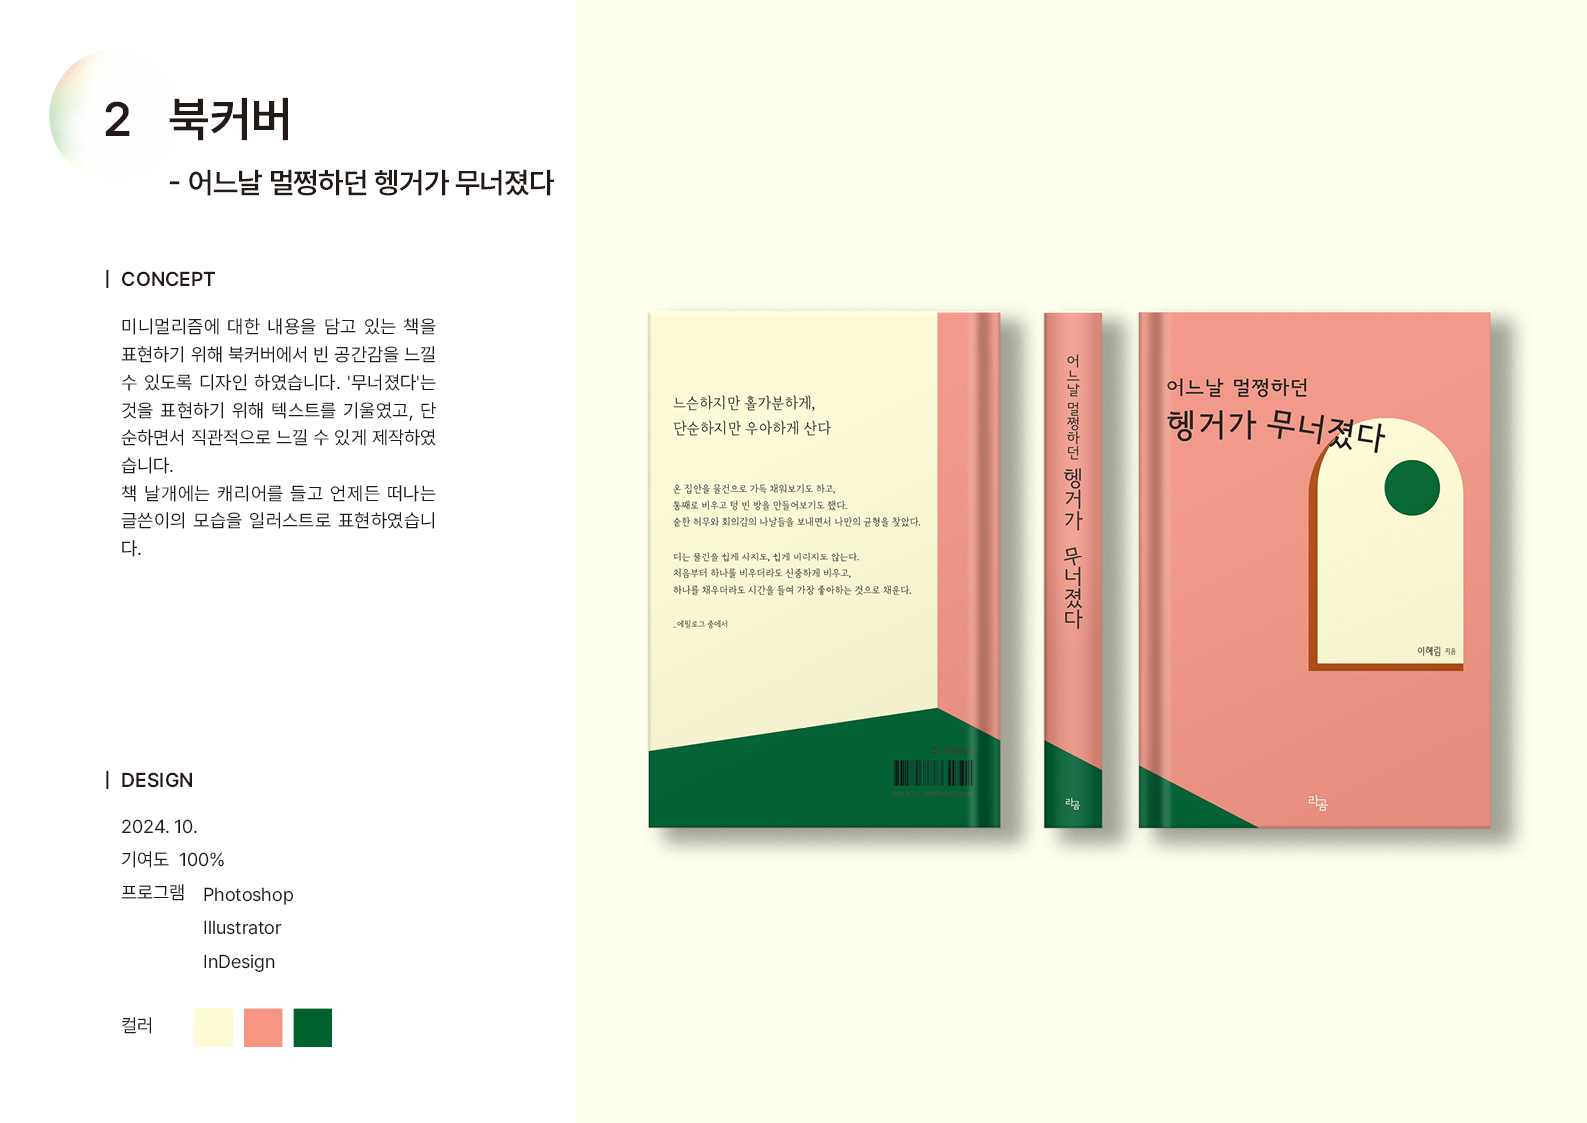 2 북커버
- 어느날 멀쩡하던 헹거가 무너졌다
CONCEPT
미니멀리즘에 대한 내용을 담고 있는 책을
표현하기 위해 북커버에서 빈 공간감을 느낄
수 있도록 디자인 하였습니다. '무너졌다'는
것을 표현하기 위해 텍스트를 기울였고, 단
순하면서 직관적으로 느낄 수 있게 제작하였
습니다.
책 날개에는 캐리어를 들고 언제든 떠나는
글쓴이의 모습을 일러스트로 표현하였습니
다.
DESIGN
2024. 10.
기여도 100%
프로그램 Photoshop
Illustrator
InDesign
컬러
느슨하지만 홀가분하게,
단순하지만 우아하게 산다
온 집안을 물건으로 가득 채워보기도 하고,
통째로 비우고 텅 빈 방을 만들어보기도 했다.
숱한 허무와 회의감의 나날들을 보내면서 나만의 균형을 찾았다.
더는 물건을 쉽게 사지도, 쉽게 버리지도 않는다.
처음부터 하나를 비우더라도 신중하게 비우고,
하나를 채우더라도 시간을 들여 가장 좋아하는 것으로 채운다.
_에필로그 중에서
어느날 멀쩡하던 헹거가 무너졌다
라곰
어느날 멀쩡하던
헹거가 무너졌다
이혜림 지음
라곰